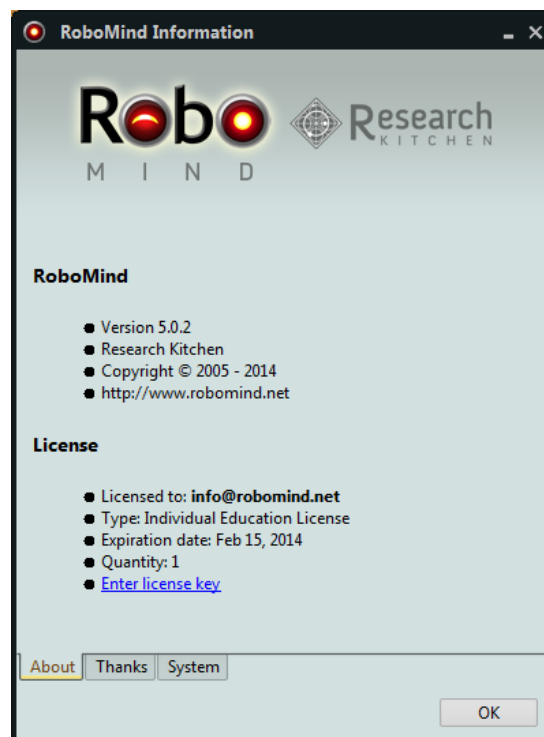 RoboMind Information
Robo
MIND
Research
KITCHEN
RoboMind
Version 5.0.2
Research Kitchen
Copyright © 2005 - 2014
http://www.robomind.net
License
Licensed to: info@robomind.net
Type: Individual Education License
Expiration date: Feb 15, 2014
Quantity: 1
Enter license key
About Thanks System
OK